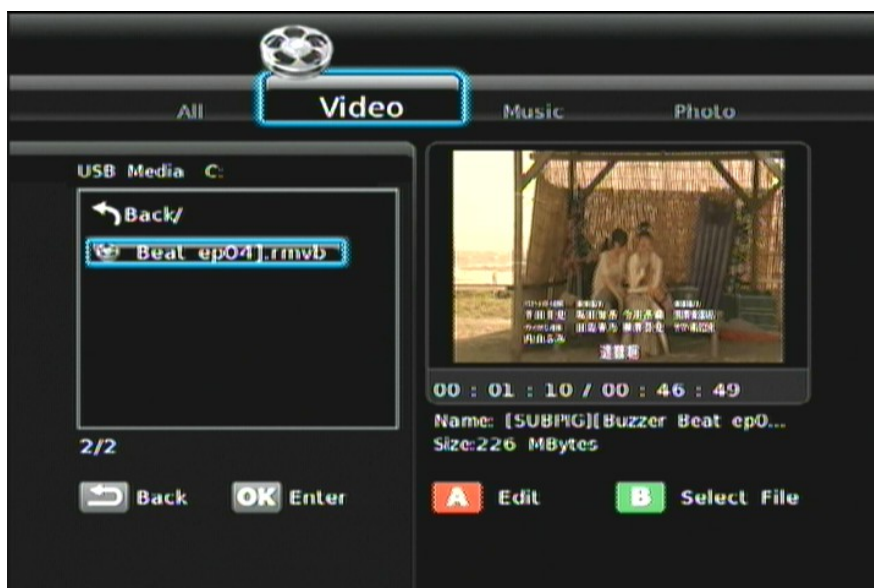 All Video Music Photo
USB Media C:
Back/
Beat ep04].rmvb
2/2
Back OK Enter
00 : 01 : 10 / 00 : 46 : 49
Name: [SUBPIG][Buzzer Beat ep0...
Size:226 MBytes
A Edit B Select File